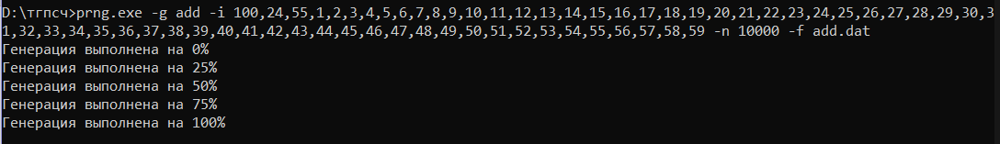 D:\тгпсч>prng.exe -g add -i 100,24,55,1,2,3,4,5,6,7,8,9,10,11,12,13,14,15,16,17,18,19,20,21,22,23,24,25,26,27,28,29,30,3
1,32,33,34,35,36,37,38,39,40,41,42,43,44,45,46,47,48,49,50,51,52,53,54,55,56,57,58,59 -n 10000 -f add.dat
Генерация выполнена на 0%
Генерация выполнена на 25%
Генерация выполнена на 50%
Генерация выполнена на 75%
Генерация выполнена на 100%